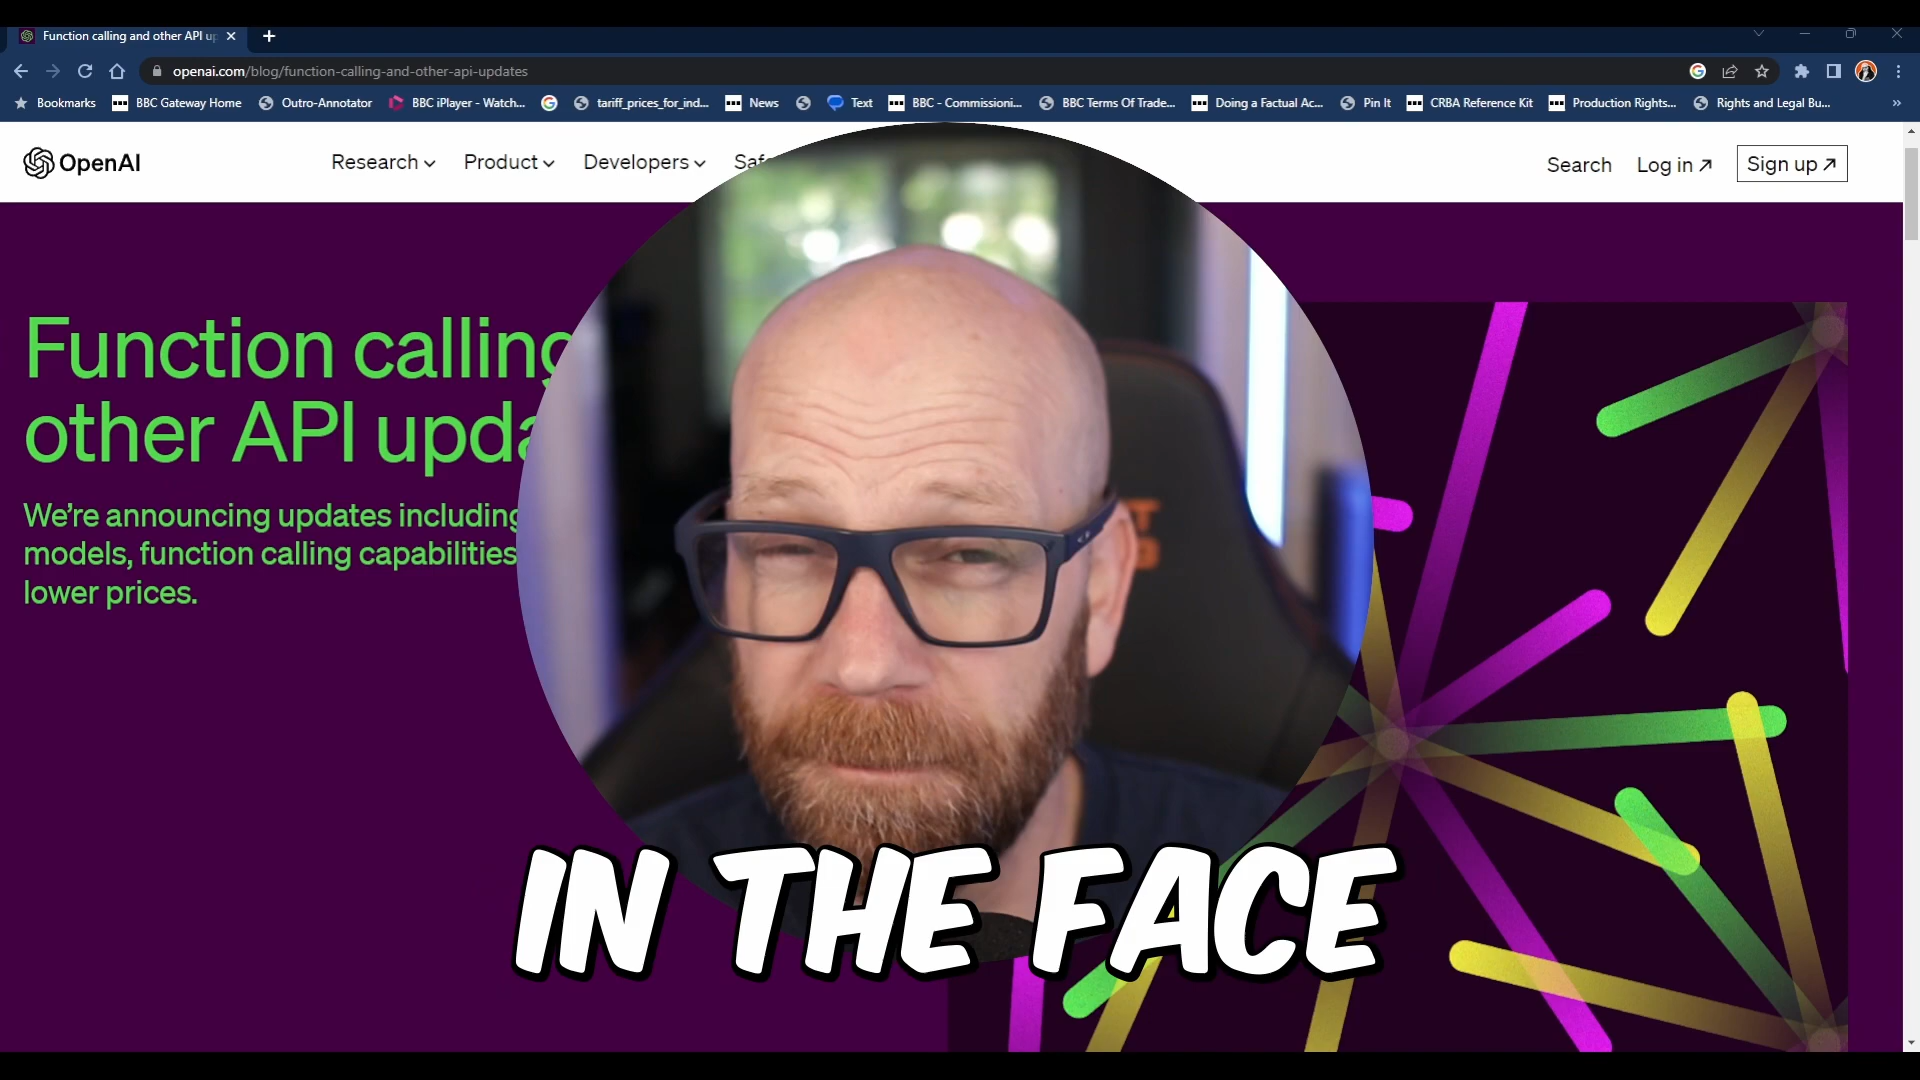 Function calling and other API up
openai.com/blog/function-calling-and-other-api-updates
Bookmarks BBC Gateway Home Outro-Annotator BBC iPlayer - Watch... tariff_prices_for_ind... News Text BBC - Commissioni... BBC Terms Of Trade... Doing a Factual Ac... Pin It CRBA Reference Kit Production Rights... Rights and Legal Bu...
OpenAI Research Product Developers Safe Search Log in Sign up
Function calling
other API upda
We're announcing updates including
models, function calling capabilities
lower prices.
IN THE FACE